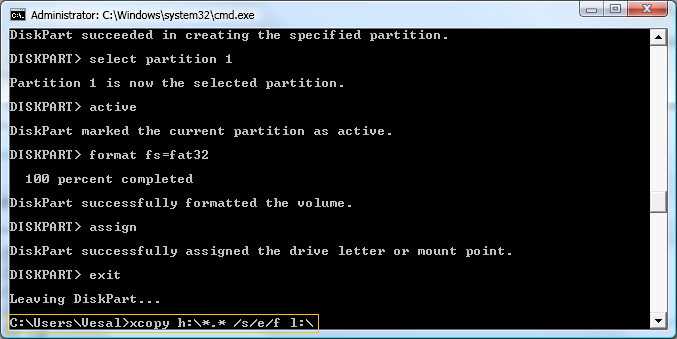 Administrator: C:\Windows\system32\cmd.exe
DiskPart succeeded in creating the specified partition.
DISKPART> select partition 1
Partition 1 is now the selected partition.
DISKPART> active
DiskPart marked the current partition as active.
DISKPART> format fs=fat32
  100 percent completed
DiskPart successfully formatted the volume.
DISKPART> assign
DiskPart successfully assigned the drive letter or mount point.
DISKPART> exit
Leaving DiskPart...
C:\Users\Vesal>xcopy h:\*.* /s/e/f l:\